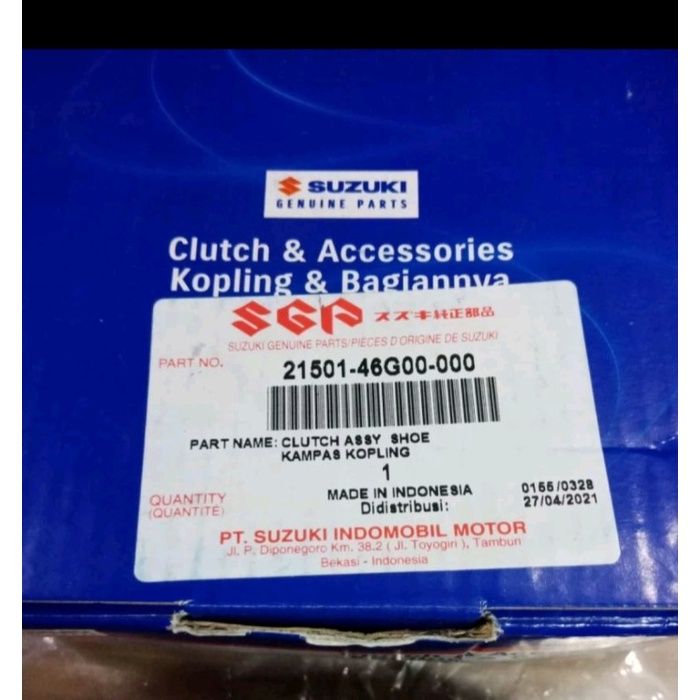 SUZUKI
GENUINE PARTS
Clutch & Accessories
Kopling & Bagiannya
SGP スズキ純正部品
SUZUKI GENUINE PARTS/PIÈCES D'ORIGINE DE SUZUKI
PART NO. 21501-46G00-000
PART NAME: CLUTCH ASSY SHOE
KAMPAS KOPLING
1
QUANTITY
(QUANTITÉ)
MADE IN INDONESIA 0155/0328
Didistribusi: 27/04/2021
PT. SUZUKI INDOMOBIL MOTOR
Jl. P. Diponegoro Km. 38.2 ( Jl. Toyogiri ), Tambun
Bekasi - Indonesia